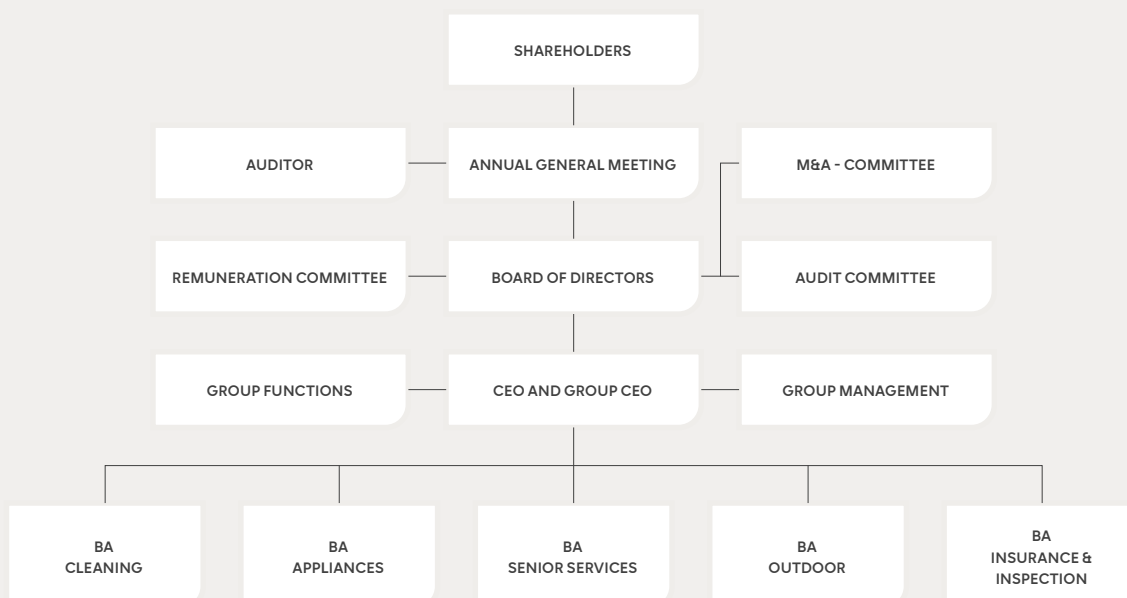 SHAREHOLDERS
AUDITOR
ANNUAL GENERAL MEETING
M&A - COMMITTEE
REMUNERATION COMMITTEE
BOARD OF DIRECTORS
AUDIT COMMITTEE
GROUP FUNCTIONS
CEO AND GROUP CEO
GROUP MANAGEMENT
BA
CLEANING
BA
APPLIANCES
BA
SENIOR SERVICES
BA
OUTDOOR
BA
INSURANCE &
INSPECTION